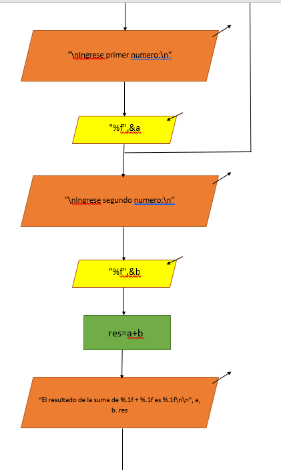 "\nIngrese primer numero:\n"
"%f",&a
"\nIngrese segundo numero:\n"
"%f",&b
res=a+b
"El resultado de la suma de %.1f + %.1f es %.1f\n\n", a,
b. res